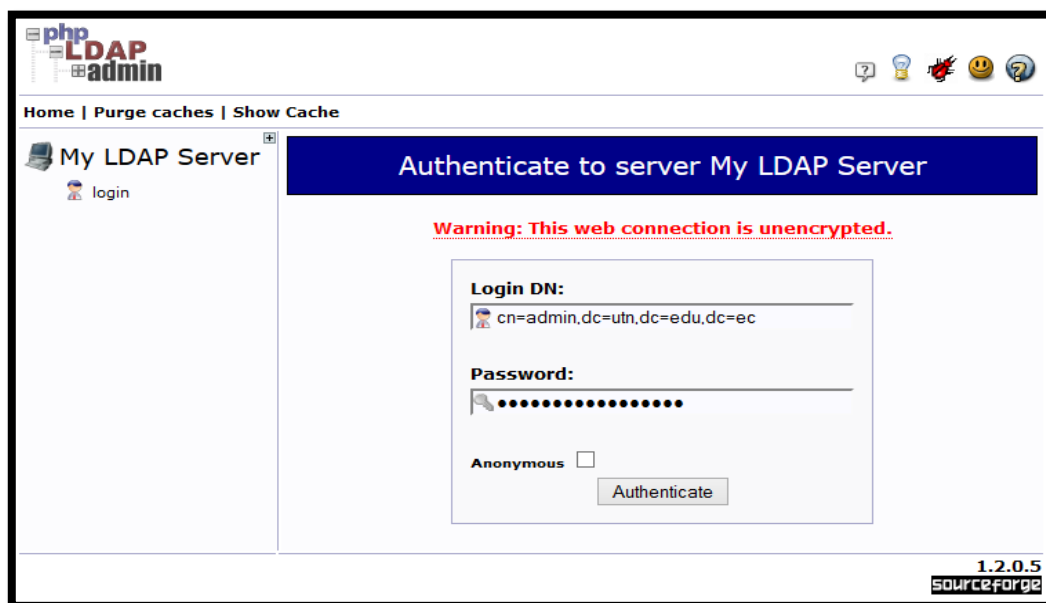 php
LDAP
admin
Home | Purge caches | Show Cache
My LDAP Server
login
Authenticate to server My LDAP Server
Warning: This web connection is unencrypted.
Login DN:
cn=admin,dc=utn,dc=edu,dc=ec
Password:
•••••••••••••••••
Anonymous
Authenticate
1.2.0.5
sourceforge